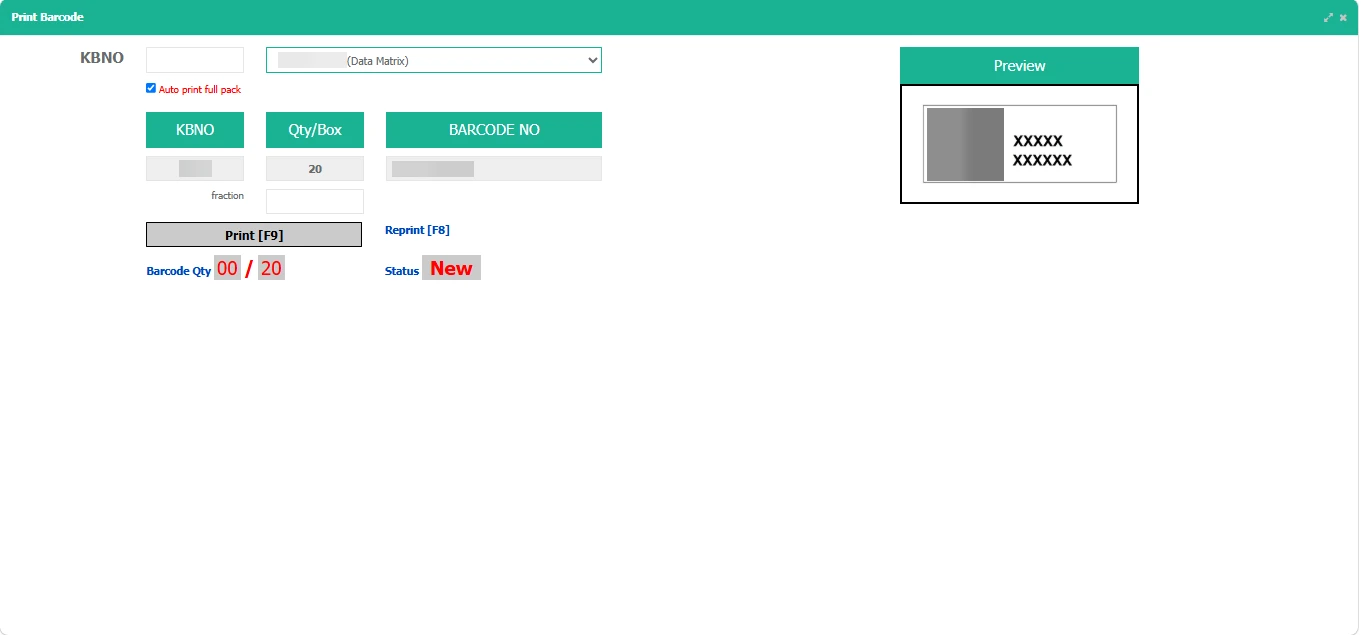 Print Barcode
KBNO
(Data Matrix)
Preview
Auto print full pack
KBNO Qty/Box BARCODE NO
XXXXX
XXXXXX
20
fraction
Print [F9] Reprint [F8]
Barcode Qty 00 / 20 Status New